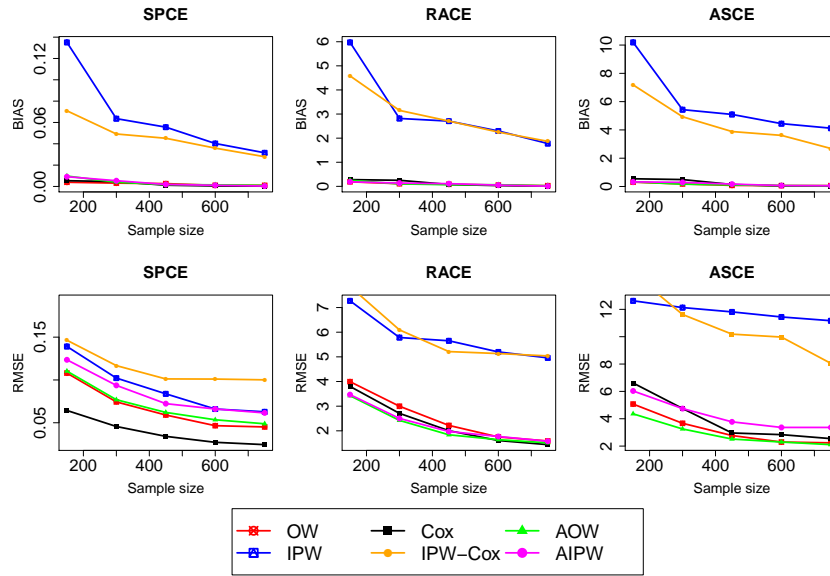 SPCE
RACE
ASCE
BIAS
0.00
0.06
0.12
200
400
600
Sample size
BIAS
0
1
2
3
4
5
6
200
400
600
Sample size
BIAS
0
2
4
6
8
10
200
400
600
Sample size
SPCE
RACE
ASCE
RMSE
0.05
0.15
200
400
600
Sample size
RMSE
2
3
4
5
6
7
200
400
600
Sample size
RMSE
2
4
6
8
12
200
400
600
Sample size
OW
Cox
AOW
IPW
IPW−Cox
AIPW